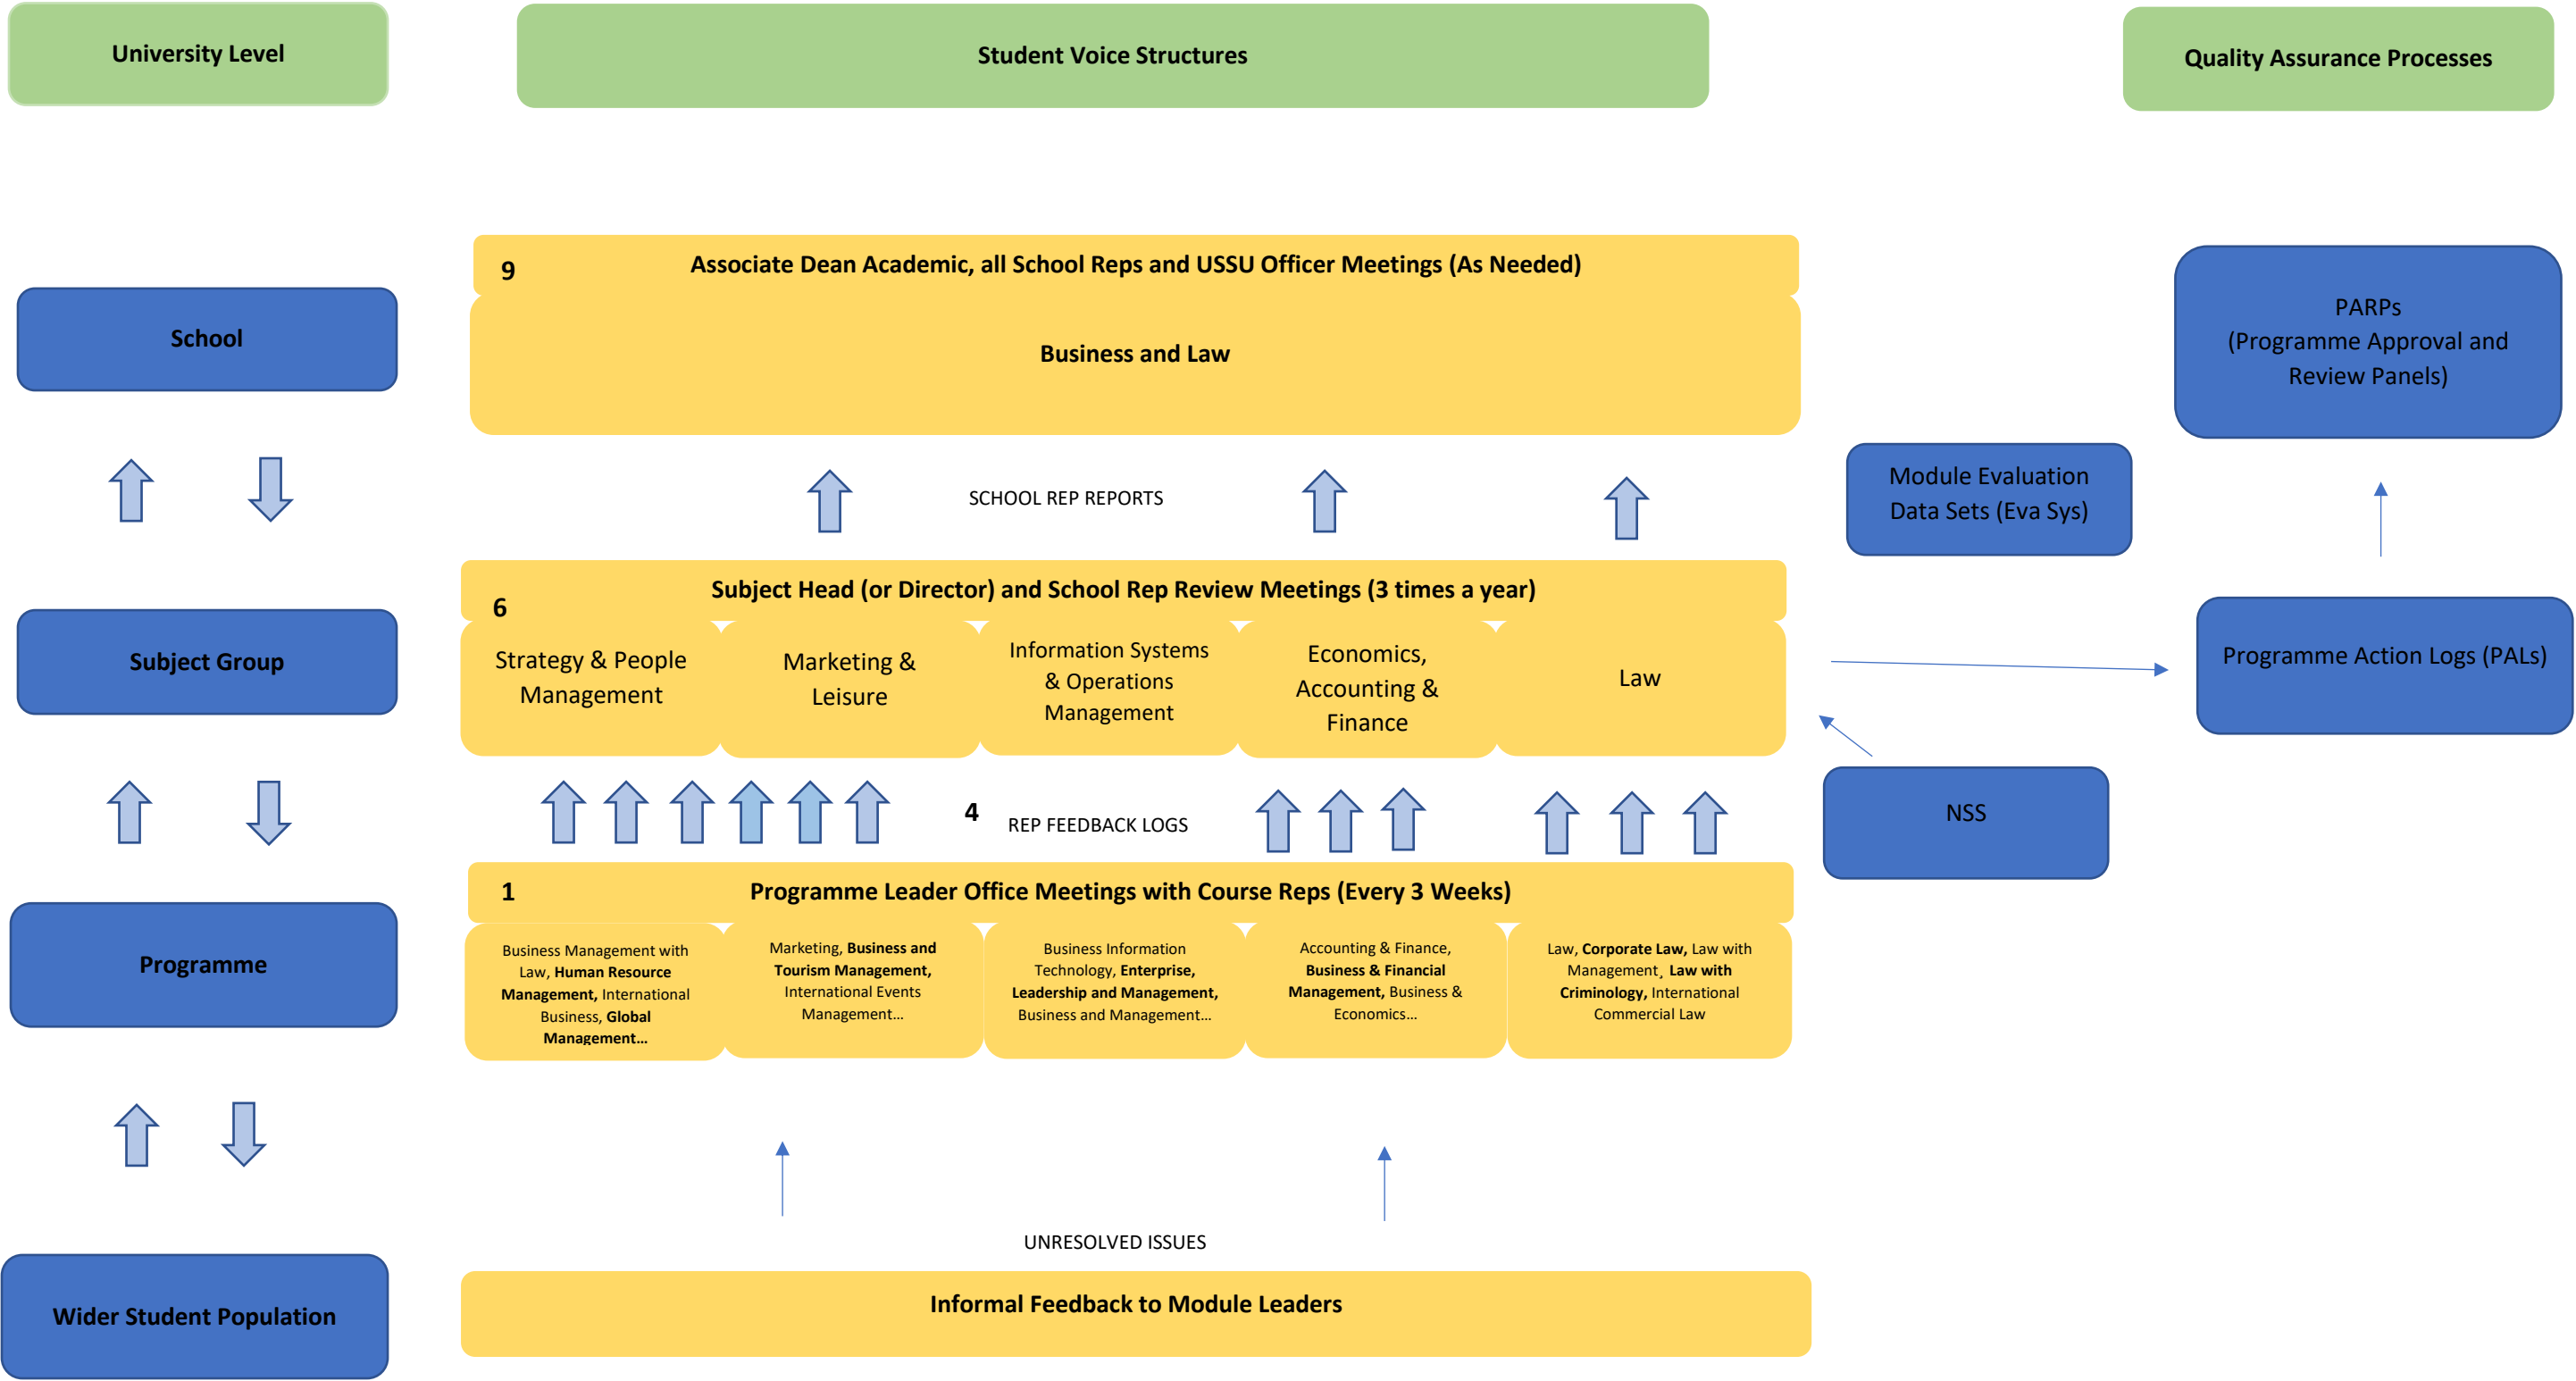 University Level
Student Voice Structures
Quality Assurance Processes
9
Associate Dean Academic, all School Reps and USSU Officer Meetings (As Needed)
School
Business and Law
PARPs
(Programme Approval and
Review Panels)
SCHOOL REP REPORTS
Module Evaluation
Data Sets (Eva Sys)
6
Subject Head (or Director) and School Rep Review Meetings (3 times a year)
Subject Group
Strategy & People
Management
Marketing &
Leisure
Information Systems
& Operations
Management
Economics,
Accounting &
Finance
Law
Programme Action Logs (PALs)
4
REP FEEDBACK LOGS
NSS
1
Programme Leader Office Meetings with Course Reps (Every 3 Weeks)
Programme
Business Management with
Law, Human Resource
Management, International
Business, Global
Management…
Marketing, Business and
Tourism Management,
International Events
Management…
Business Information
Technology, Enterprise,
Leadership and Management,
Business and Management…
Accounting & Finance,
Business & Financial
Management, Business &
Economics…
Law, Corporate Law, Law with
Management¸ Law with
Criminology, International
Commercial Law
UNRESOLVED ISSUES
Wider Student Population
Informal Feedback to Module Leaders